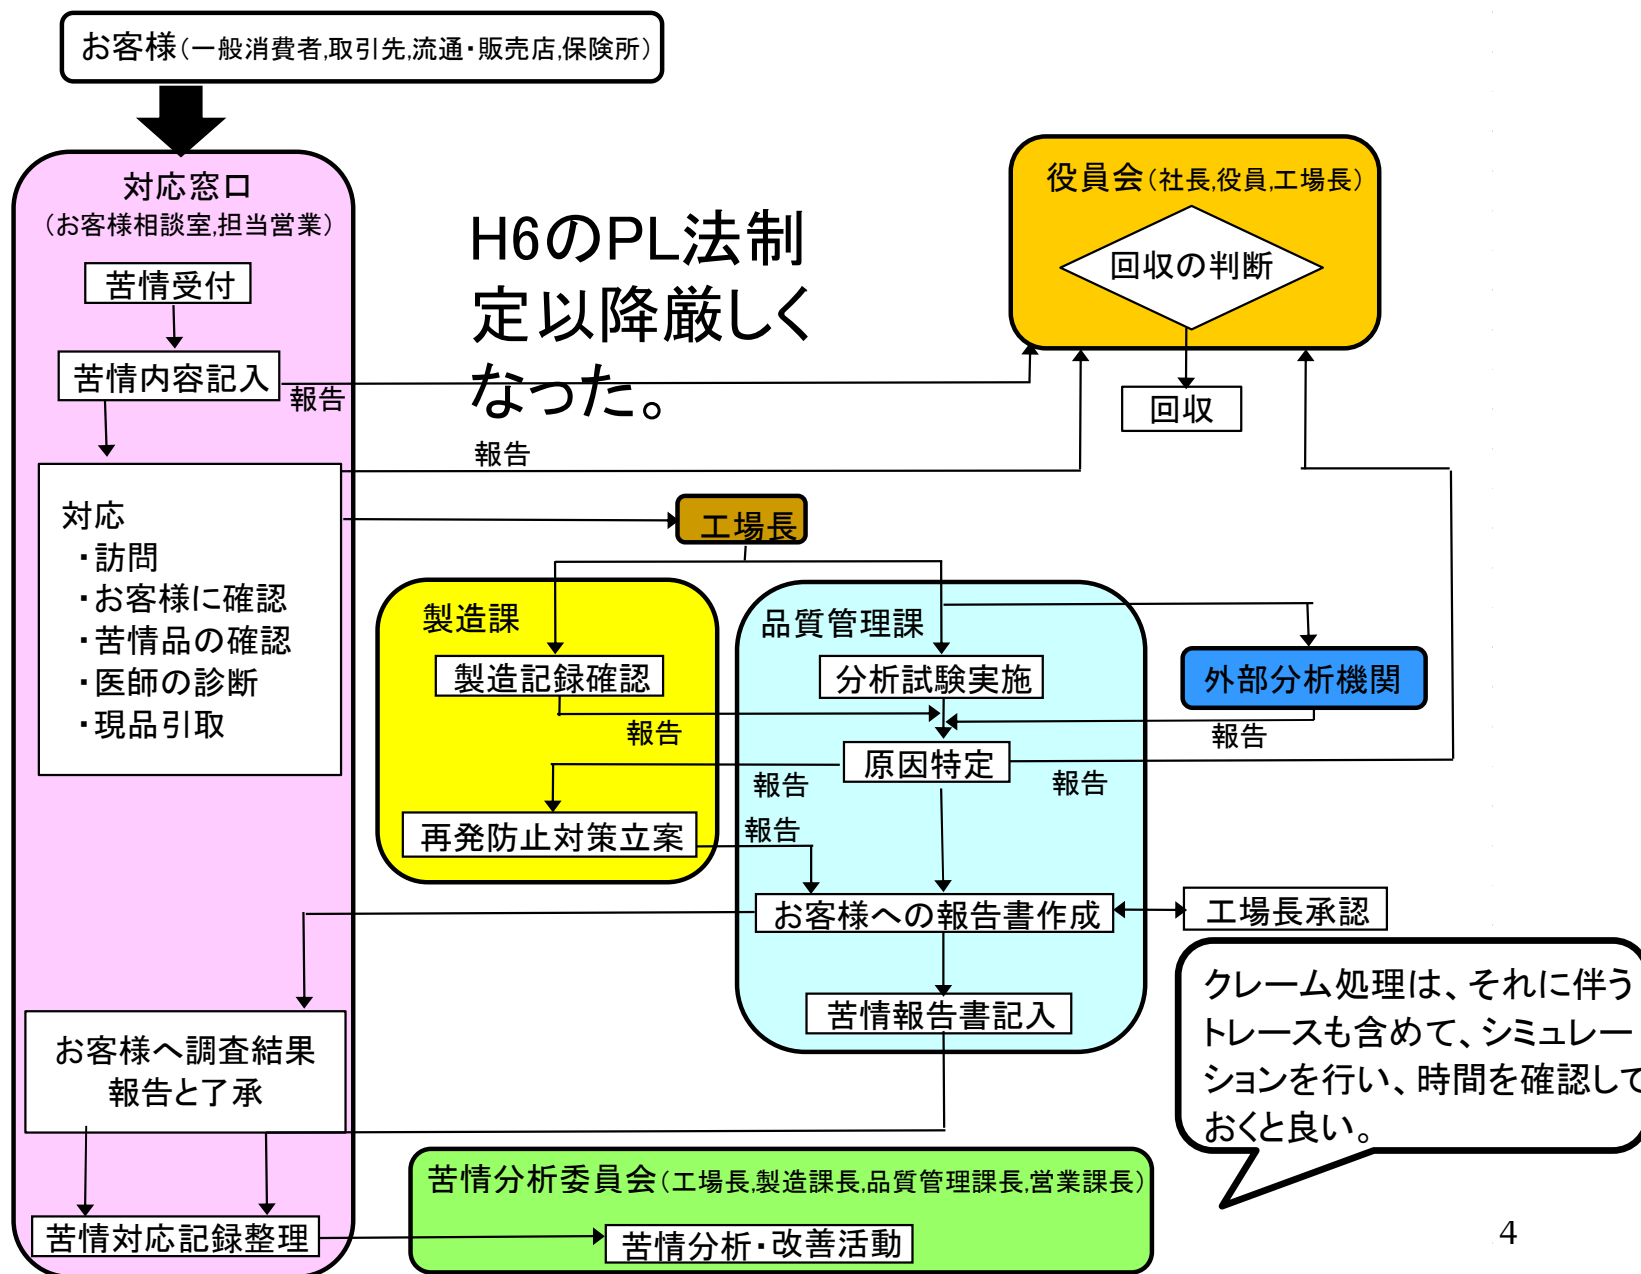 お客様(一般消費者,取引先,流通・販売店,保険所)
対応窓口
(お客様相談室,担当営業)
苦情受付
苦情内容記入
報告
H6のPL法制
定以降厳しく
なった。
役員会(社長,役員,工場長)
回収の判断
回収
報告
対応
・訪問
・お客様に確認
・苦情品の確認
・医師の診断
・現品引取
工場長
製造課
製造記録確認
報告
品質管理課
分析試験実施
外部分析機関
報告
原因特定
報告
報告
再発防止対策立案
報告
お客様への報告書作成
工場長承認
苦情報告書記入
クレーム処理は、それに伴う
トレースも含めて、シミュレー
ションを行い、時間を確認して
おくと良い。
お客様へ調査結果
報告と了承
苦情対応記録整理
苦情分析委員会(工場長,製造課長,品質管理課長,営業課長)
苦情分析・改善活動
4